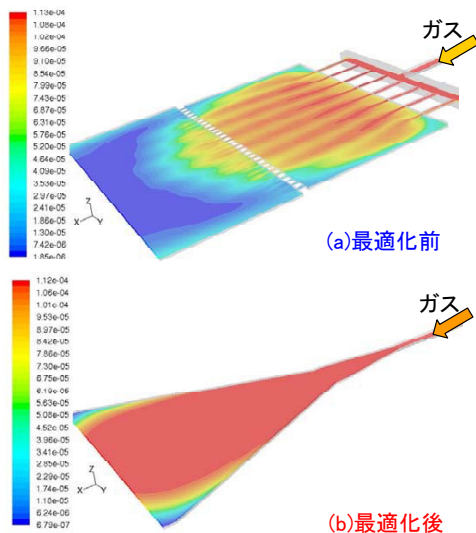 1.13e-04
1.08e-04
1.02e-04
9.65e-05
9.10e-05
8.54e-05
7.99e-05
7.43e-05
6.87e-05
6.31e-05
5.76e-05
5.20e-05
4.64e-05
4.09e-05
3.53e-05
2.97e-05
2.41e-05
1.86e-05
1.30e-05
7.42e-06
1.85e-06
ガス
Z
X
Y
(a)最適化前
1.12e-04
1.06e-04
1.01e-04
9.53e-05
8.97e-05
8.42e-05
7.86e-05
7.30e-05
6.75e-05
6.19e-05
5.63e-05
5.08e-05
4.52e-05
3.96e-05
3.41e-05
2.85e-05
2.29e-05
1.74e-05
6.24e-06
6.79e-07
ガス
Z
X
Y
(b)最適化後